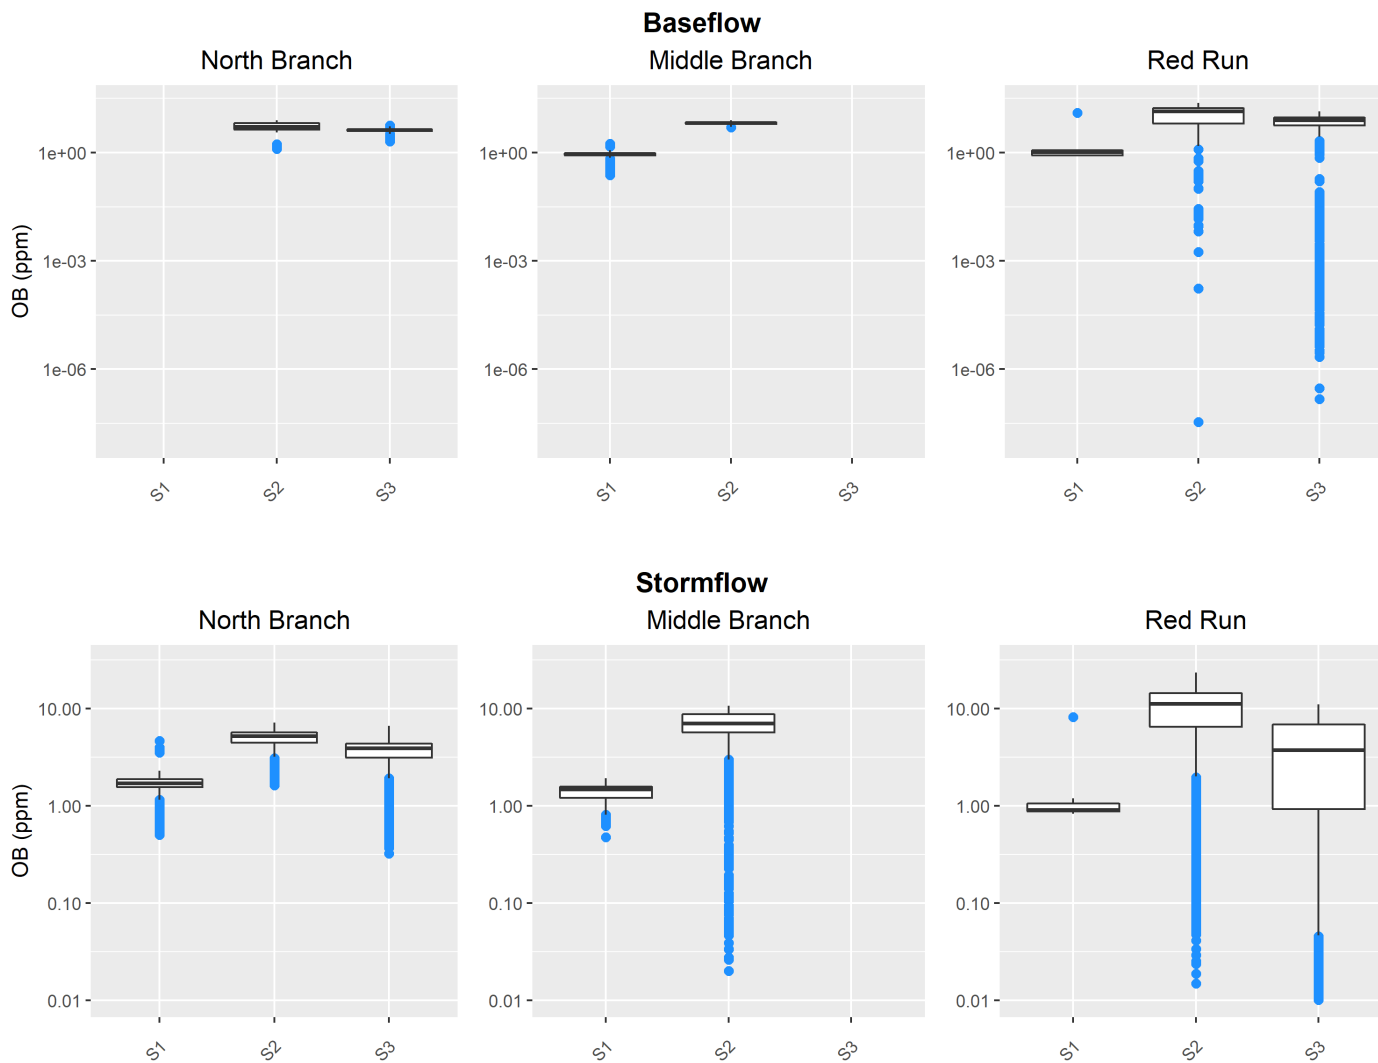 Baseflow
North Branch Middle Branch Red Run
OB (ppm)
1e+00 1e+00 1e+00
1e-03 1e-03 1e-03
1e-06 1e-06 1e-06
S1 S2 S3 S1 S2 S3 S1 S2 S3
Stormflow
North Branch Middle Branch Red Run
OB (ppm)
10.00 10.00 10.00
1.00 1.00 1.00
0.10 0.10 0.10
0.01 0.01 0.01
S1 S2 S3 S1 S2 S3 S1 S2 S3